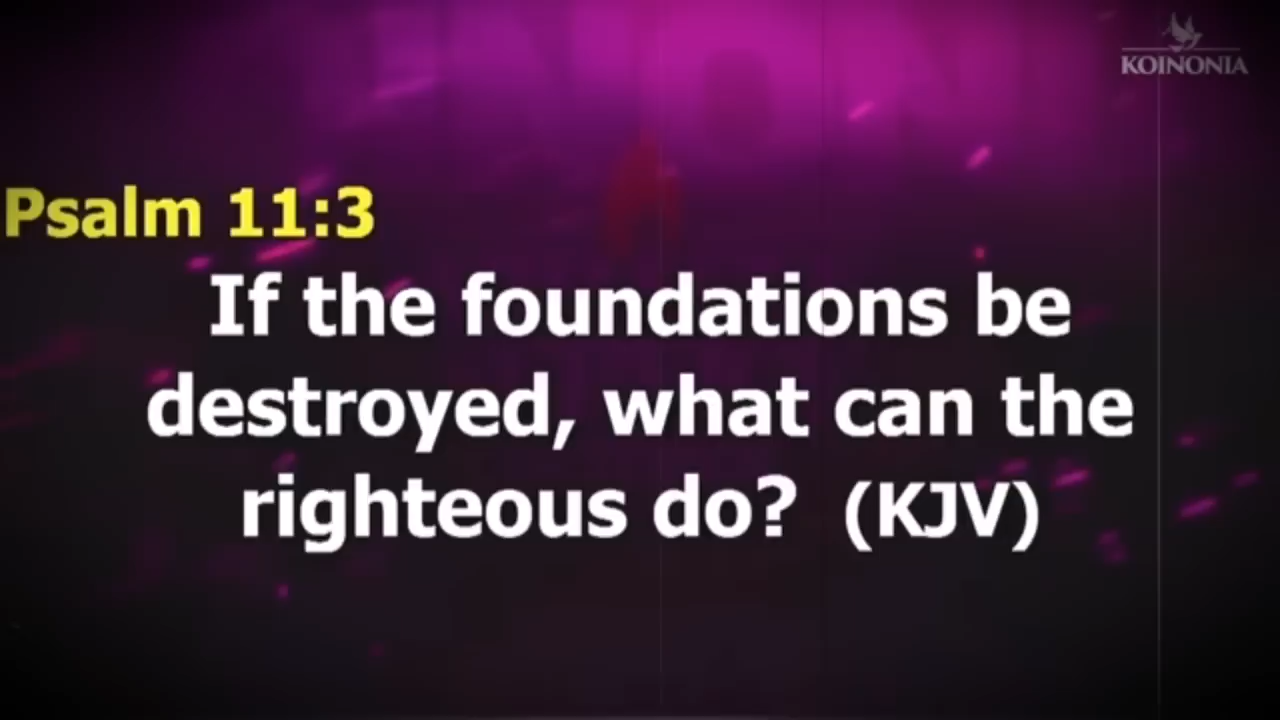 KOINONIA
Psalm 11:3
If the foundations be
destroyed, what can the
righteous do? (KJV)